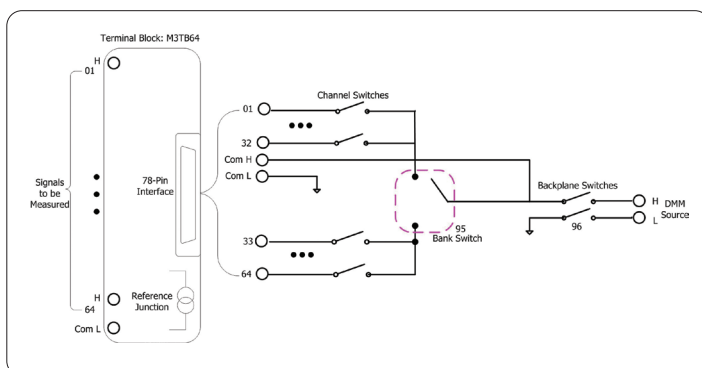 Terminal Block: M3TB64
H
01
Signals
to be
Measured
H
64
Com L
78-Pin
Interface
Reference
Junction
Channel Switches
01
32
Com H
Com L
33
64
95
Bank Switch
Backplane Switches
96
H
L
DMM
Source